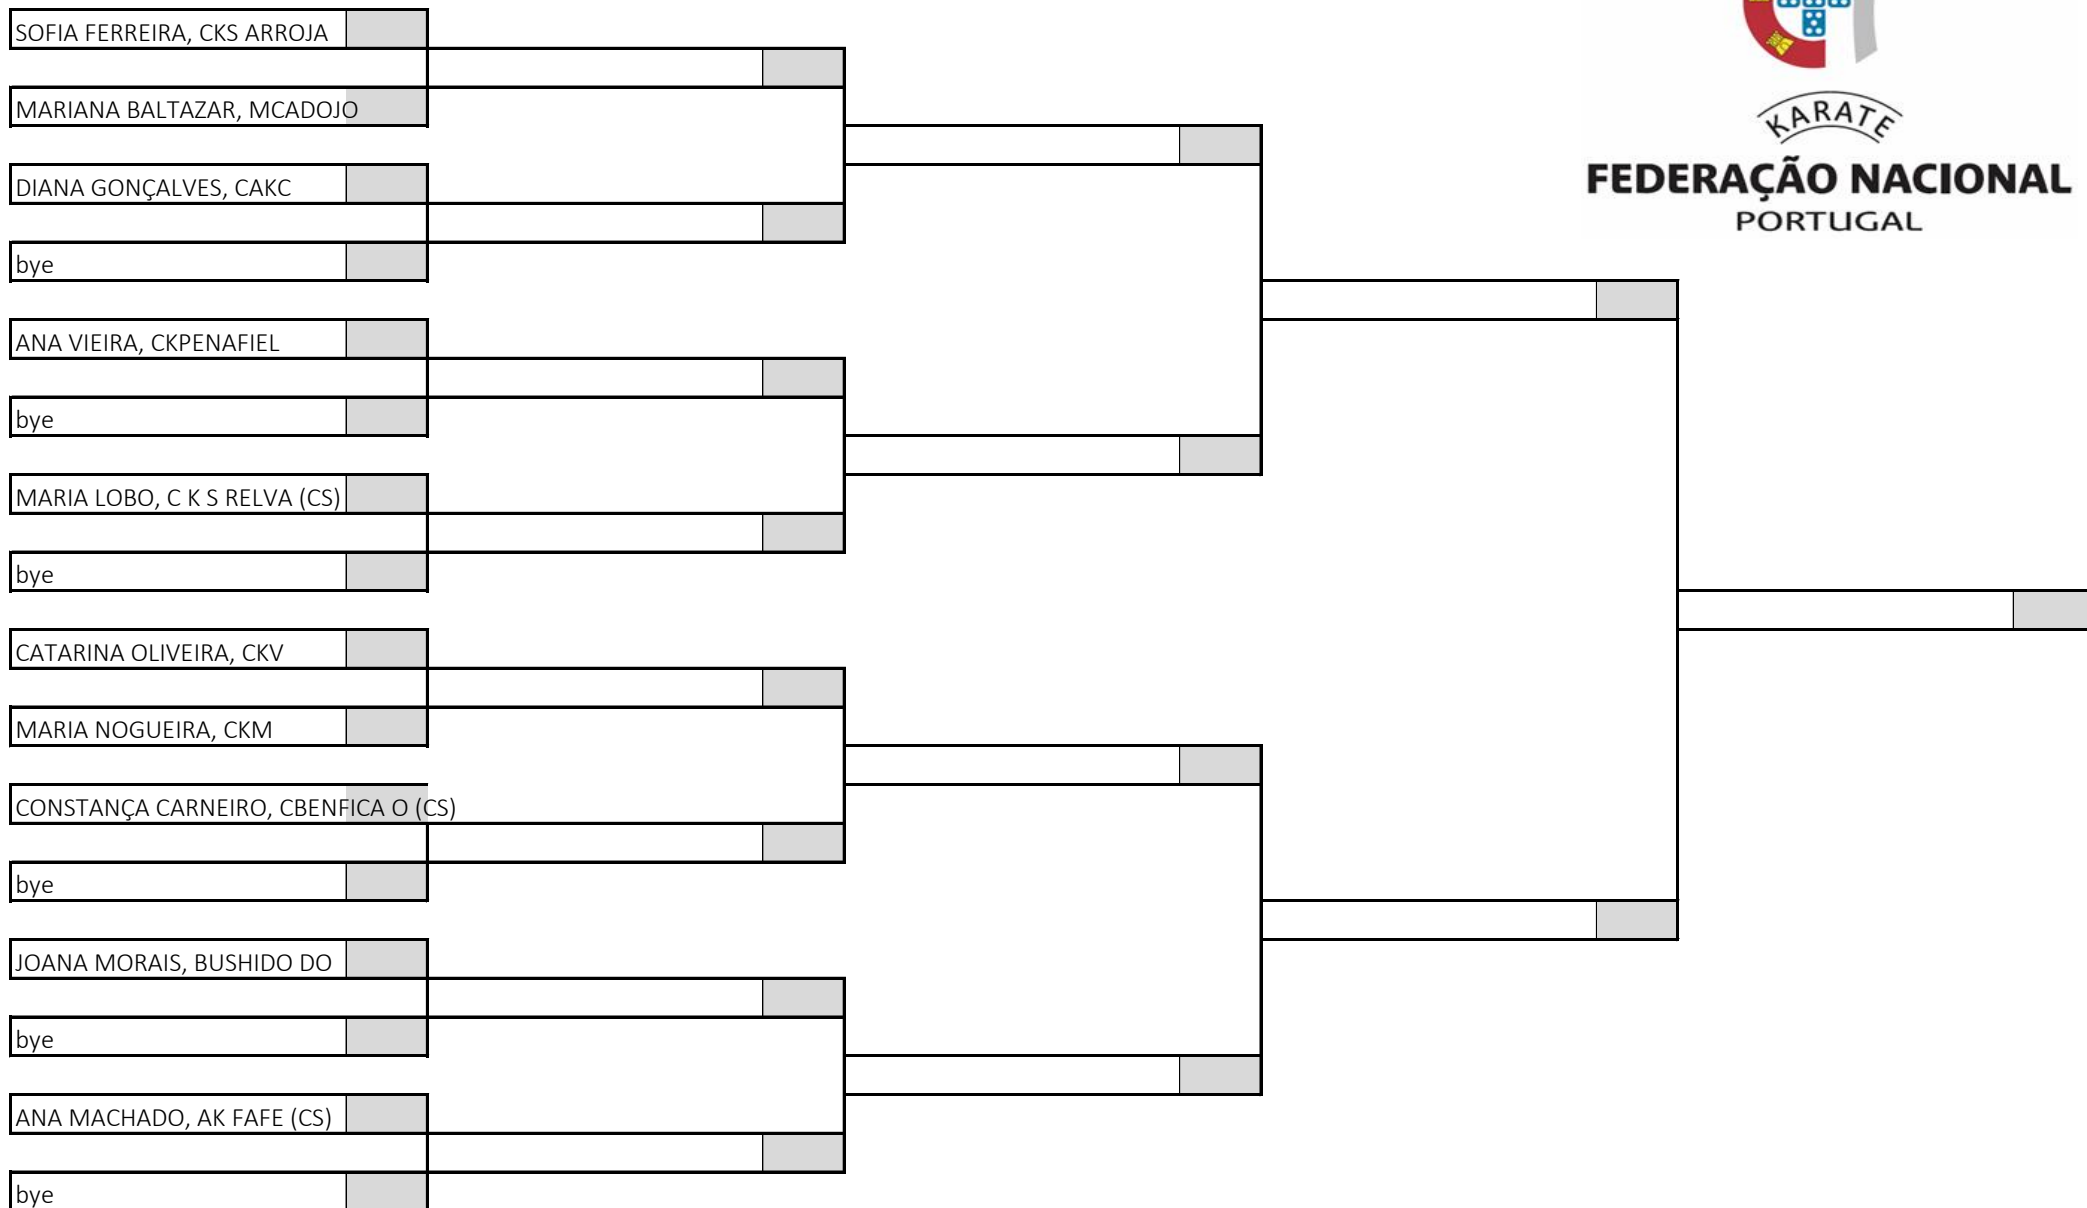 SOFIA FERREIRA, CKS ARROJA
MARIANA BALTAZAR, MCADOJO
DIANA GONÇALVES, CAKC
bye
ANA VIEIRA, CKPENAFIEL
bye
MARIA LOBO, C K S RELVA (CS)
bye
CATARINA OLIVEIRA, CKV
MARIA NOGUEIRA, CKM
CONSTANÇA CARNEIRO, CBENFICA O (CS)
bye
JOANA MORAIS, BUSHIDO DO
bye
ANA MACHADO, AK FAFE (CS)
bye
KARATE
FEDERAÇÃO NACIONAL
PORTUGAL